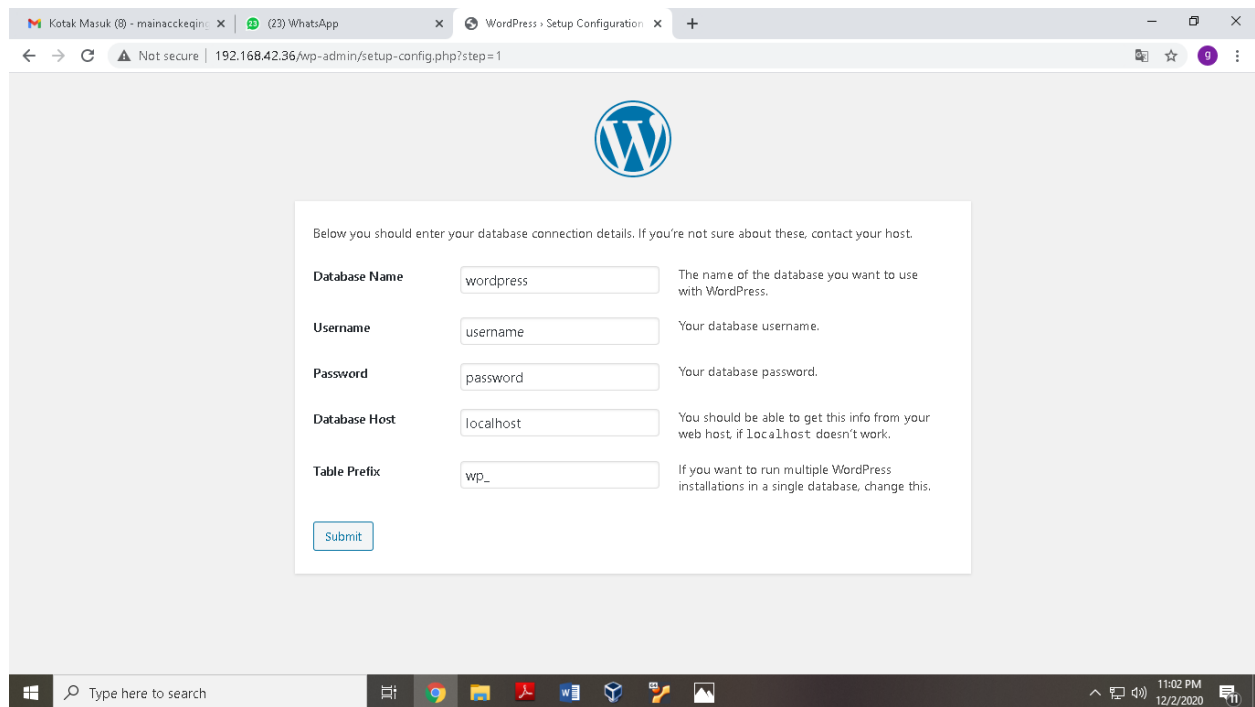 Kotak Masuk (8) - mainacckeqing
(23) WhatsApp
WordPress › Setup Configuration
Not secure | 192.168.42.36/wp-admin/setup-config.php?step=1
g
W
Below you should enter your database connection details. If you're not sure about these, contact your host.
Database Name
wordpress
The name of the database you want to use
with WordPress.
Username
username
Your database username.
Password
password
Your database password.
Database Host
localhost
You should be able to get this info from your
web host, if localhost doesn't work.
Table Prefix
wp_
If you want to run multiple WordPress
installations in a single database, change this.
Submit
Type here to search
11:02 PM
12/2/2020
11